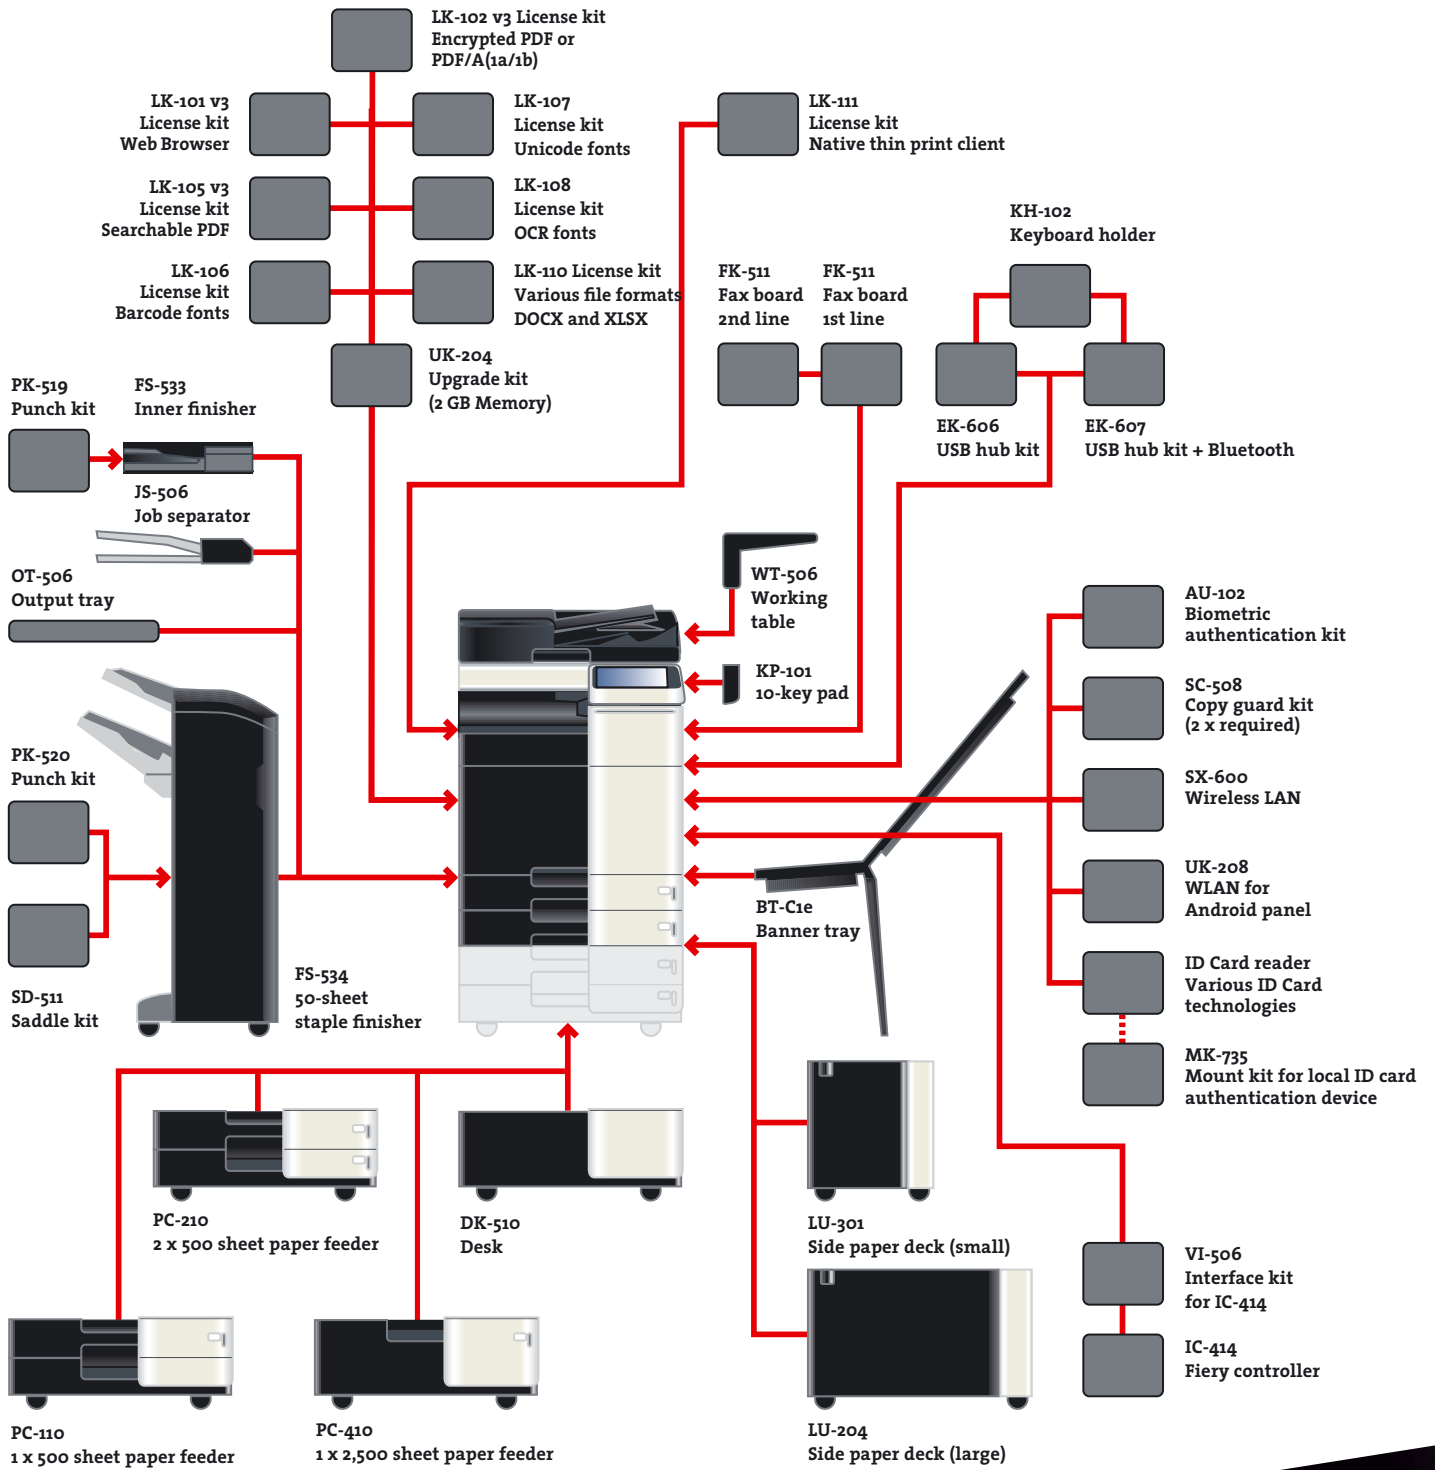 LK-102 v3 License kit
Encrypted PDF or
PDF/A(1a/1b)
LK-101 v3
License kit
Web Browser
LK-107
License kit
Unicode fonts
LK-111
License kit
Native thin print client
LK-105 v3
License kit
Searchable PDF
LK-108
License kit
OCR fonts
KH-102
Keyboard holder
LK-106
License kit
Barcode fonts
LK-110 License kit
Various file formats
DOCX and XLSX
FK-511
Fax board
2nd line
FK-511
Fax board
1st line
UK-204
Upgrade kit
(2 GB Memory)
PK-519
Punch kit
FS-533
Inner finisher
EK-606
USB hub kit
EK-607
USB hub kit + Bluetooth
JS-506
Job separator
OT-506
Output tray
WT-506
Working
table
AU-102
Biometric
authentication kit
KP-101
10-key pad
SC-508
Copy guard kit
(2 x required)
PK-520
Punch kit
SX-600
Wireless LAN
UK-208
WLAN for
Android panel
BT-C1e
Banner tray
ID Card reader
Various ID Card
technologies
SD-511
Saddle kit
FS-534
50-sheet
staple finisher
MK-735
Mount kit for local ID card
authentication device
PC-210
2 x 500 sheet paper feeder
DK-510
Desk
LU-301
Side paper deck (small)
VI-506
Interface kit
for IC-414
IC-414
Fiery controller
PC-110
1 x 500 sheet paper feeder
PC-410
1 x 2,500 sheet paper feeder
LU-204
Side paper deck (large)